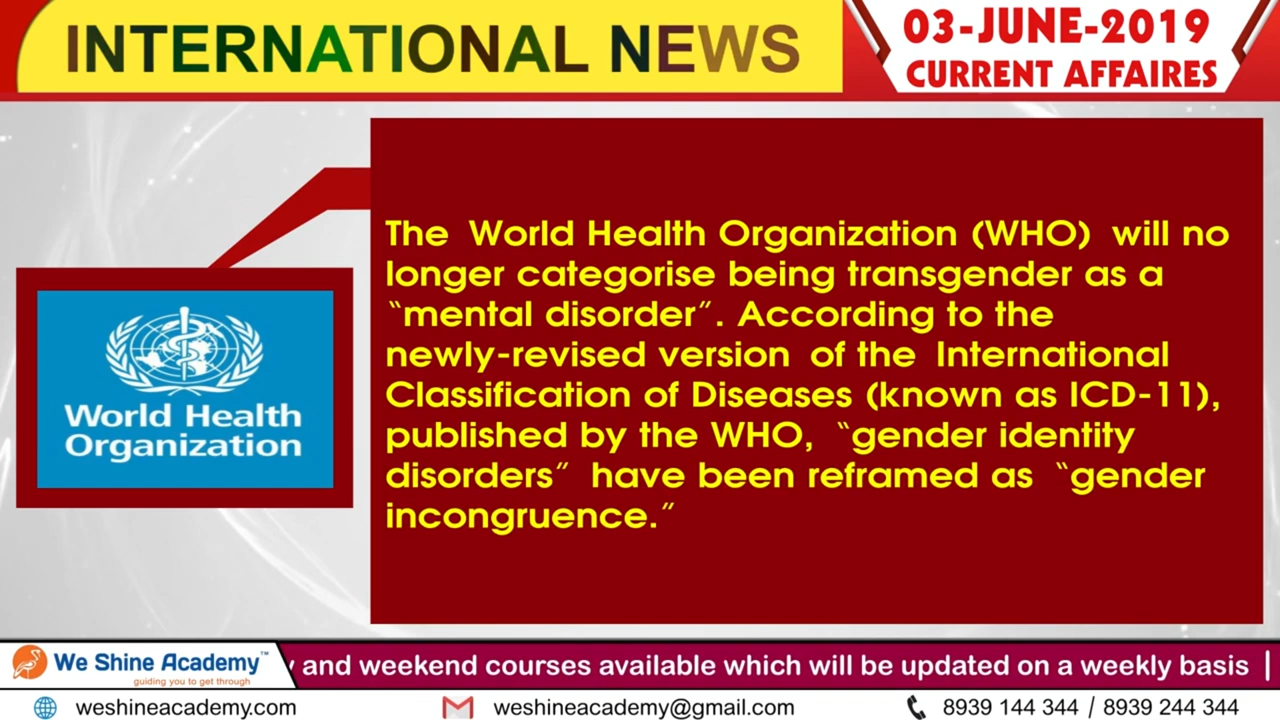 INTERNATIONAL NEWS
03-JUNE-2019
CURRENT AFFAIRES
The World Health Organization (WHO) will no
longer categorise being transgender as a
“mental disorder”. According to the
newly-revised version of the International
Classification of Diseases (known as ICD-11),
published by the WHO, “gender identity
disorders” have been reframed as “gender
incongruence.”
World Health
Organization
We Shine Academy™
guiding you to get through
and weekend courses available which will be updated on a weekly basis |
weshineacademy.com
weshineacademy@gmail.com
8939 144 344 / 8939 244 344